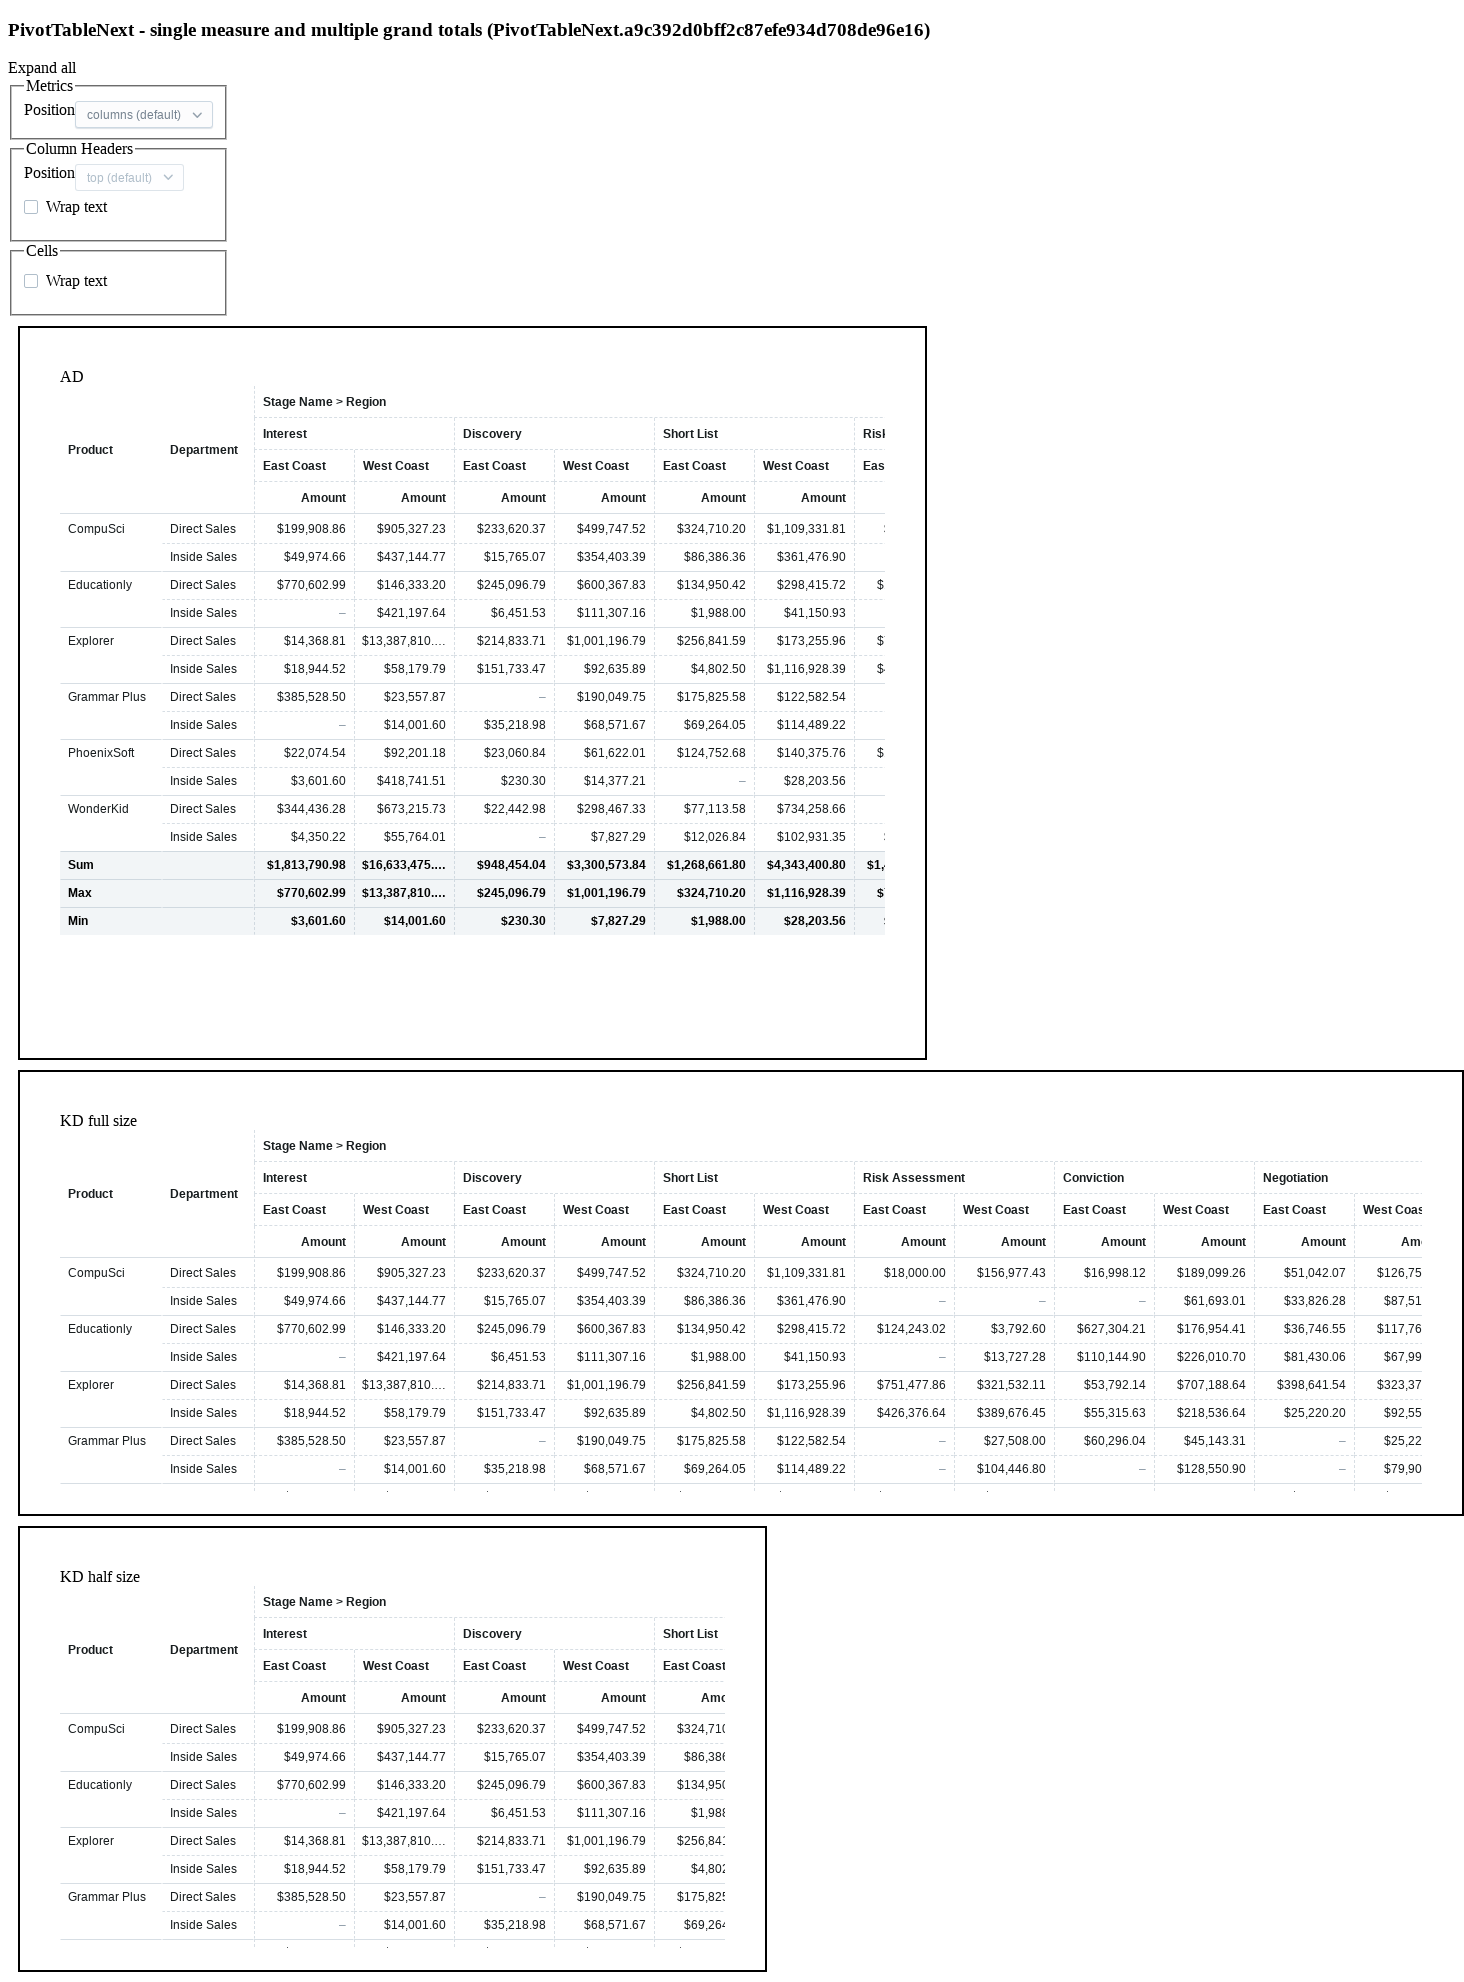 PivotTableNext - single measure and multiple grand totals (PivotTableNext.a9c392d0bff2c87efe934d708de96e16)
Expand all
Metrics
Position columns (default)
Column Headers
Position top (default)
Wrap text
Cells
Wrap text
AD
Stage Name > Region
Interest Discovery Short List Risk
Product Department
East Coast West Coast East Coast West Coast East Coast West Coast Eas
Amount Amount Amount Amount Amount Amount
CompuSci Direct Sales $199,908.86 $905,327.23 $233,620.37 $499,747.52 $324,710.20 $1,109,331.81
Inside Sales $49,974.66 $437,144.77 $15,765.07 $354,403.39 $86,386.36 $361,476.90
Educationly Direct Sales $770,602.99 $146,333.20 $245,096.79 $600,367.83 $134,950.42 $298,415.72 $
Inside Sales – $421,197.64 $6,451.53 $111,307.16 $1,988.00 $41,150.93
Explorer Direct Sales $14,368.81 $13,387,810.… $214,833.71 $1,001,196.79 $256,841.59 $173,255.96 $
Inside Sales $18,944.52 $58,179.79 $151,733.47 $92,635.89 $4,802.50 $1,116,928.39 $
Grammar Plus Direct Sales $385,528.50 $23,557.87 – $190,049.75 $175,825.58 $122,582.54
Inside Sales – $14,001.60 $35,218.98 $68,571.67 $69,264.05 $114,489.22
PhoenixSoft Direct Sales $22,074.54 $92,201.18 $23,060.84 $61,622.01 $124,752.68 $140,375.76 $
Inside Sales $3,601.60 $418,741.51 $230.30 $14,377.21 – $28,203.56
WonderKid Direct Sales $344,436.28 $673,215.73 $22,442.98 $298,467.33 $77,113.58 $734,258.66
Inside Sales $4,350.22 $55,764.01 – $7,827.29 $12,026.84 $102,931.35
Sum $1,813,790.98 $16,633,475.… $948,454.04 $3,300,573.84 $1,268,661.80 $4,343,400.80 $1,
Max $770,602.99 $13,387,810.… $245,096.79 $1,001,196.79 $324,710.20 $1,116,928.39 $
Min $3,601.60 $14,001.60 $230.30 $7,827.29 $1,988.00 $28,203.56
KD full size
Stage Name > Region
Interest Discovery Short List Risk Assessment Conviction Negotiation
Product Department
East Coast West Coast East Coast West Coast East Coast West Coast East Coast West Coast East Coast West Coast East Coast West Coas
Amount Amount Amount Amount Amount Amount Amount Amount Amount Amount Amount Am
CompuSci Direct Sales $199,908.86 $905,327.23 $233,620.37 $499,747.52 $324,710.20 $1,109,331.81 $18,000.00 $156,977.43 $16,998.12 $189,099.26 $51,042.07 $126,75
Inside Sales $49,974.66 $437,144.77 $15,765.07 $354,403.39 $86,386.36 $361,476.90 – – – $61,693.01 $33,826.28 $87,51
Educationly Direct Sales $770,602.99 $146,333.20 $245,096.79 $600,367.83 $134,950.42 $298,415.72 $124,243.02 $3,792.60 $627,304.21 $176,954.41 $36,746.55 $117,76
Inside Sales – $421,197.64 $6,451.53 $111,307.16 $1,988.00 $41,150.93 – $13,727.28 $110,144.90 $226,010.70 $81,430.06 $67,99
Explorer Direct Sales $14,368.81 $13,387,810.… $214,833.71 $1,001,196.79 $256,841.59 $173,255.96 $751,477.86 $321,532.11 $53,792.14 $707,188.64 $398,641.54 $323,37
Inside Sales $18,944.52 $58,179.79 $151,733.47 $92,635.89 $4,802.50 $1,116,928.39 $426,376.64 $389,676.45 $55,315.63 $218,536.64 $25,220.20 $92,55
Grammar Plus Direct Sales $385,528.50 $23,557.87 – $190,049.75 $175,825.58 $122,582.54 – $27,508.00 $60,296.04 $45,143.31 – $25,22
Inside Sales – $14,001.60 $35,218.98 $68,571.67 $69,264.05 $114,489.22 – $104,446.80 – $128,550.90 – $79,90
KD half size
Stage Name > Region
Interest Discovery Short List
Product Department
East Coast West Coast East Coast West Coast East Coast
Amount Amount Amount Amount Amo
CompuSci Direct Sales $199,908.86 $905,327.23 $233,620.37 $499,747.52 $324,710
Inside Sales $49,974.66 $437,144.77 $15,765.07 $354,403.39 $86,386
Educationly Direct Sales $770,602.99 $146,333.20 $245,096.79 $600,367.83 $134,950
Inside Sales – $421,197.64 $6,451.53 $111,307.16 $1,988
Explorer Direct Sales $14,368.81 $13,387,810.… $214,833.71 $1,001,196.79 $256,841
Inside Sales $18,944.52 $58,179.79 $151,733.47 $92,635.89 $4,802
Grammar Plus Direct Sales $385,528.50 $23,557.87 – $190,049.75 $175,825
Inside Sales – $14,001.60 $35,218.98 $68,571.67 $69,264